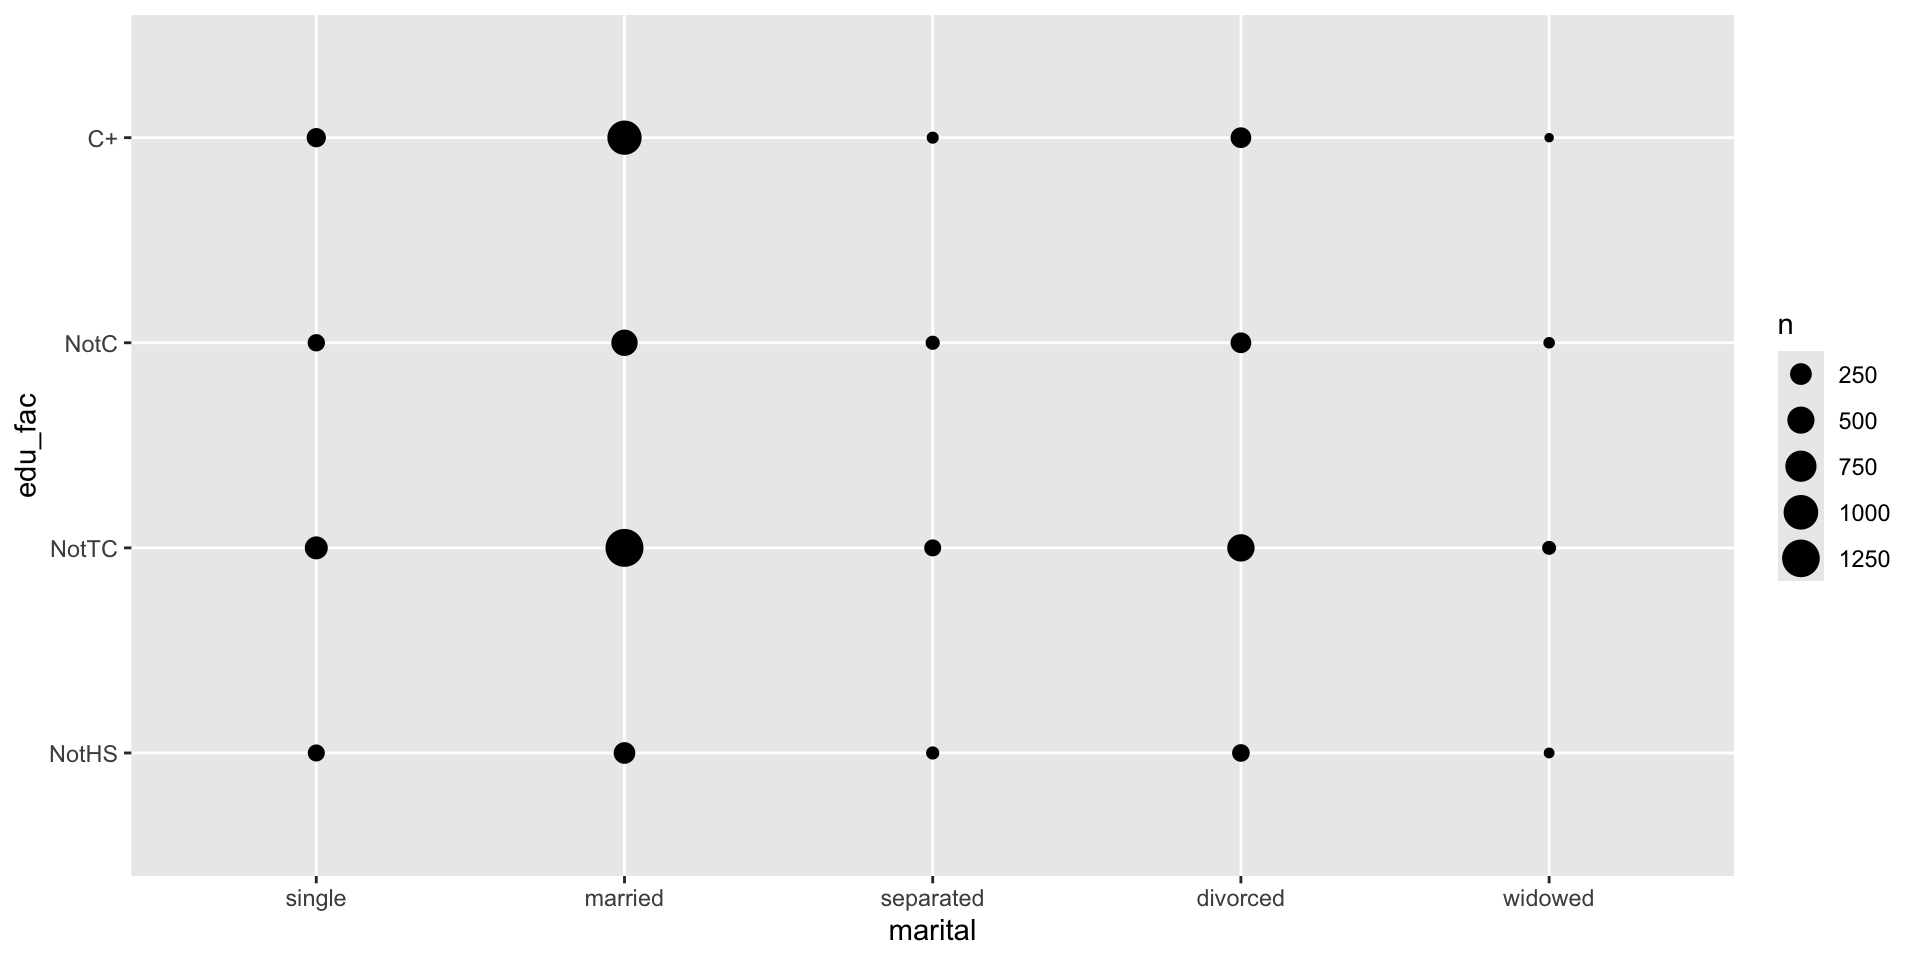 C+
NotC
NotTC
NotHS
edu_fac
single married separated divorced widowed
marital
n
250
500
750
1000
1250